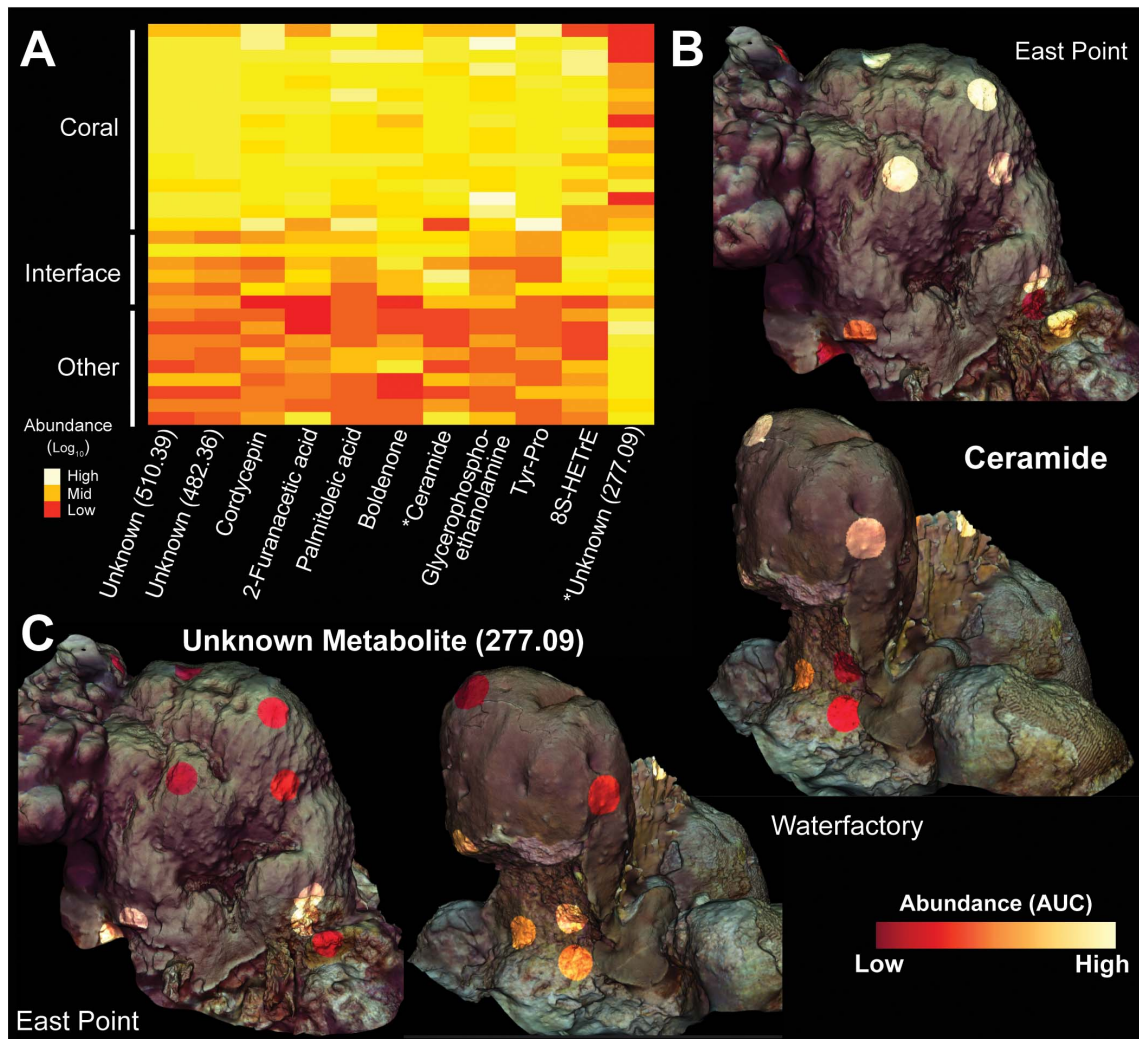 A
Coral
Interface
Other
Abundance
(Log₁₀)
High
Mid
Low
Unknown (510.39)
Unknown (482.36)
Cordycepin
2-Furanacetic acid
Palmitoleic acid
Boldenone
*Ceramide
Glycerophospho-
ethanolamine
Tyr-Pro
8S-HETrE
*Unknown (277.09)
B
East Point
Ceramide
Waterfactory
C
Unknown Metabolite (277.09)
East Point
Abundance (AUC)
Low High